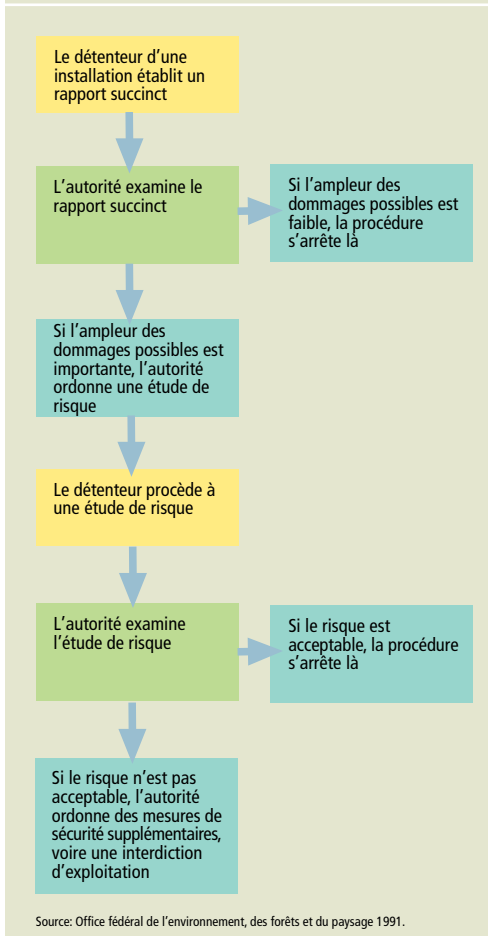 Le détenteur d'une
installation établit un
rapport succinct
L'autorité examine le
rapport succinct
Si l'ampleur des
dommages possibles est
faible, la procédure
s'arrête là
Si l'ampleur des
dommages possibles est
importante, l'autorité
ordonne une étude de
risque
Le détenteur procède à
une étude de risque
L'autorité examine
l'étude de risque
Si le risque est
acceptable, la procédure
s'arrête là
Si le risque n'est pas
acceptable, l'autorité
ordonne des mesures de
sécurité supplémentaires,
voire une interdiction
d'exploitation
Source: Office fédéral de l'environnement, des forêts et du paysage 1991.